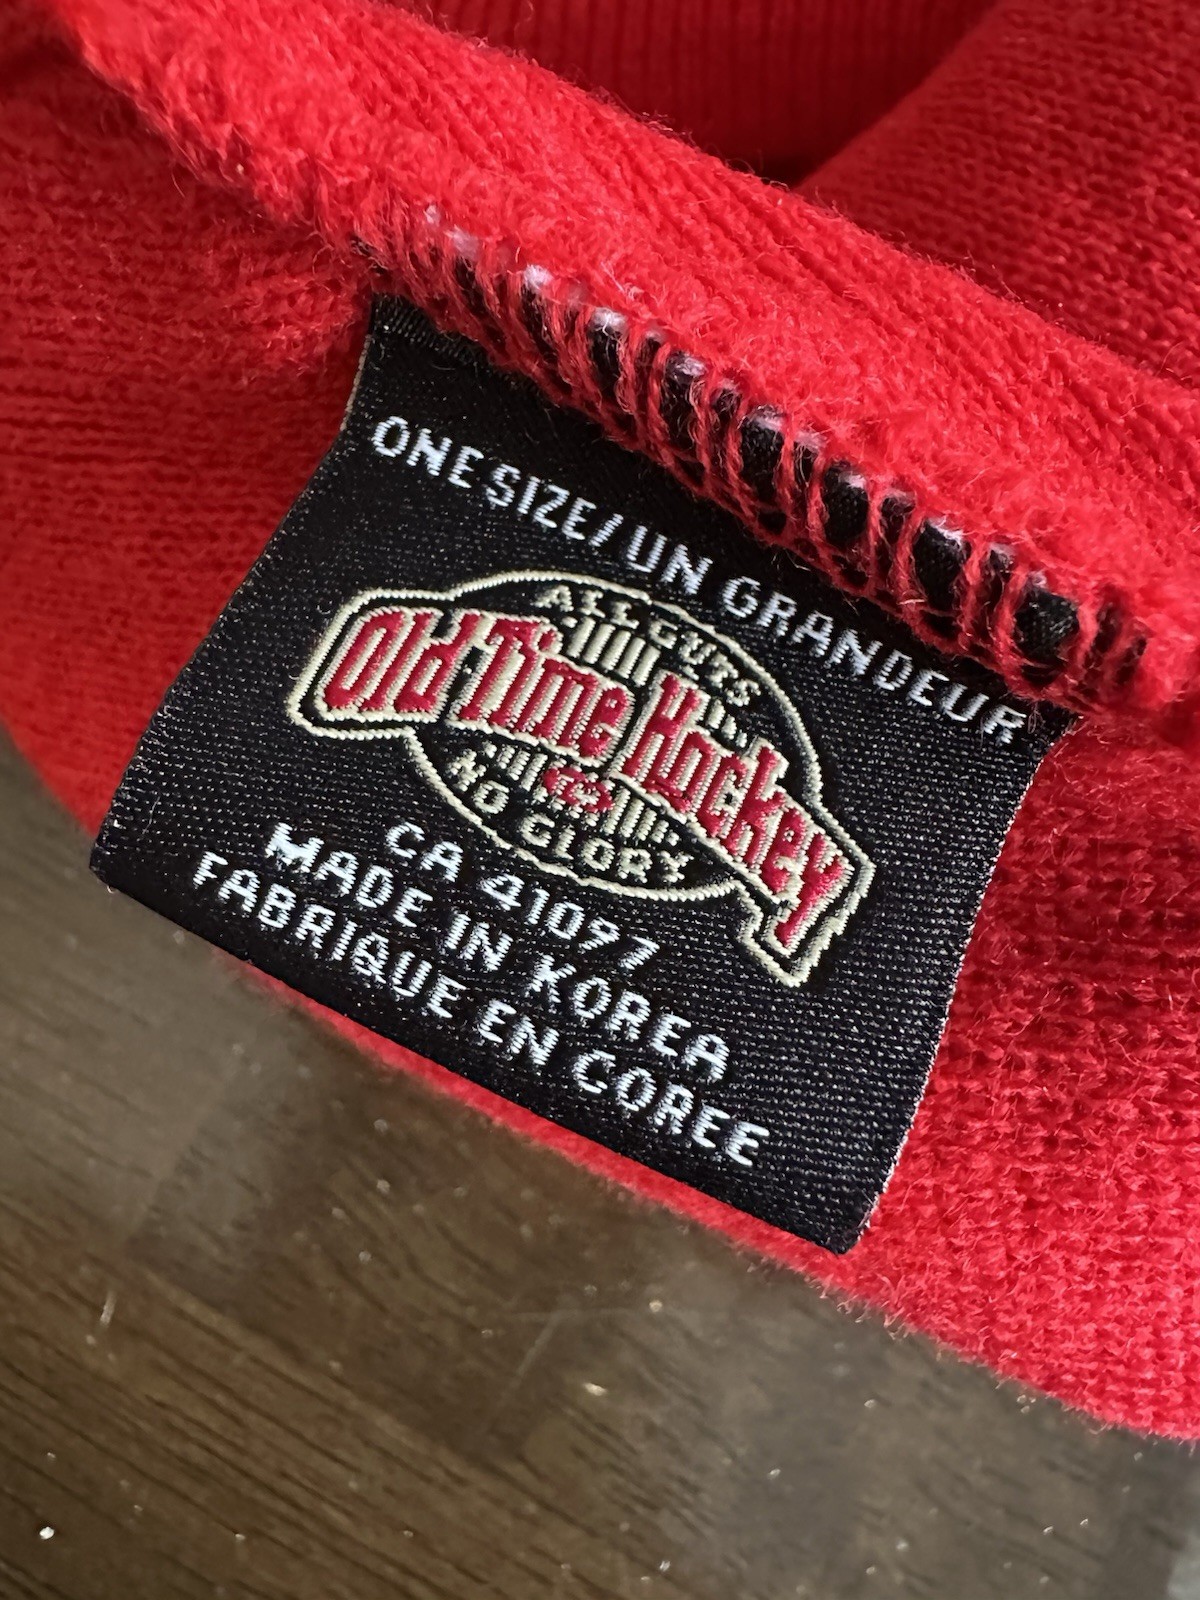 ONE SIZE/UN GRANDEUR
ALL GUTS
Old Time Hockey
NO GLORY
CA 41097
MADE IN KOREA
FABRIQUE EN COREE